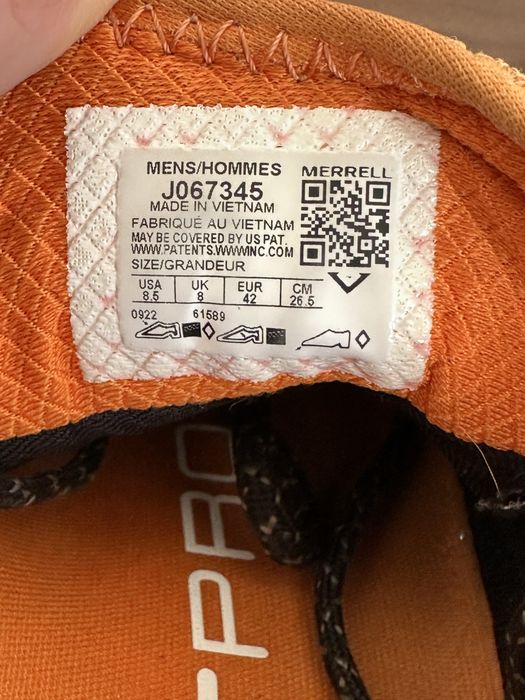 MENS/HOMMES MERRELL
J067345
MADE IN VIETNAM
FABRIQUÉ AU VIETNAM
MAY BE COVERED BY US PAT.
WWW.PATENTS.WWWINC.COM
SIZE/GRANDEUR
USA UK EUR CM
8.5 8 42 26.5
0922 61589
PRO